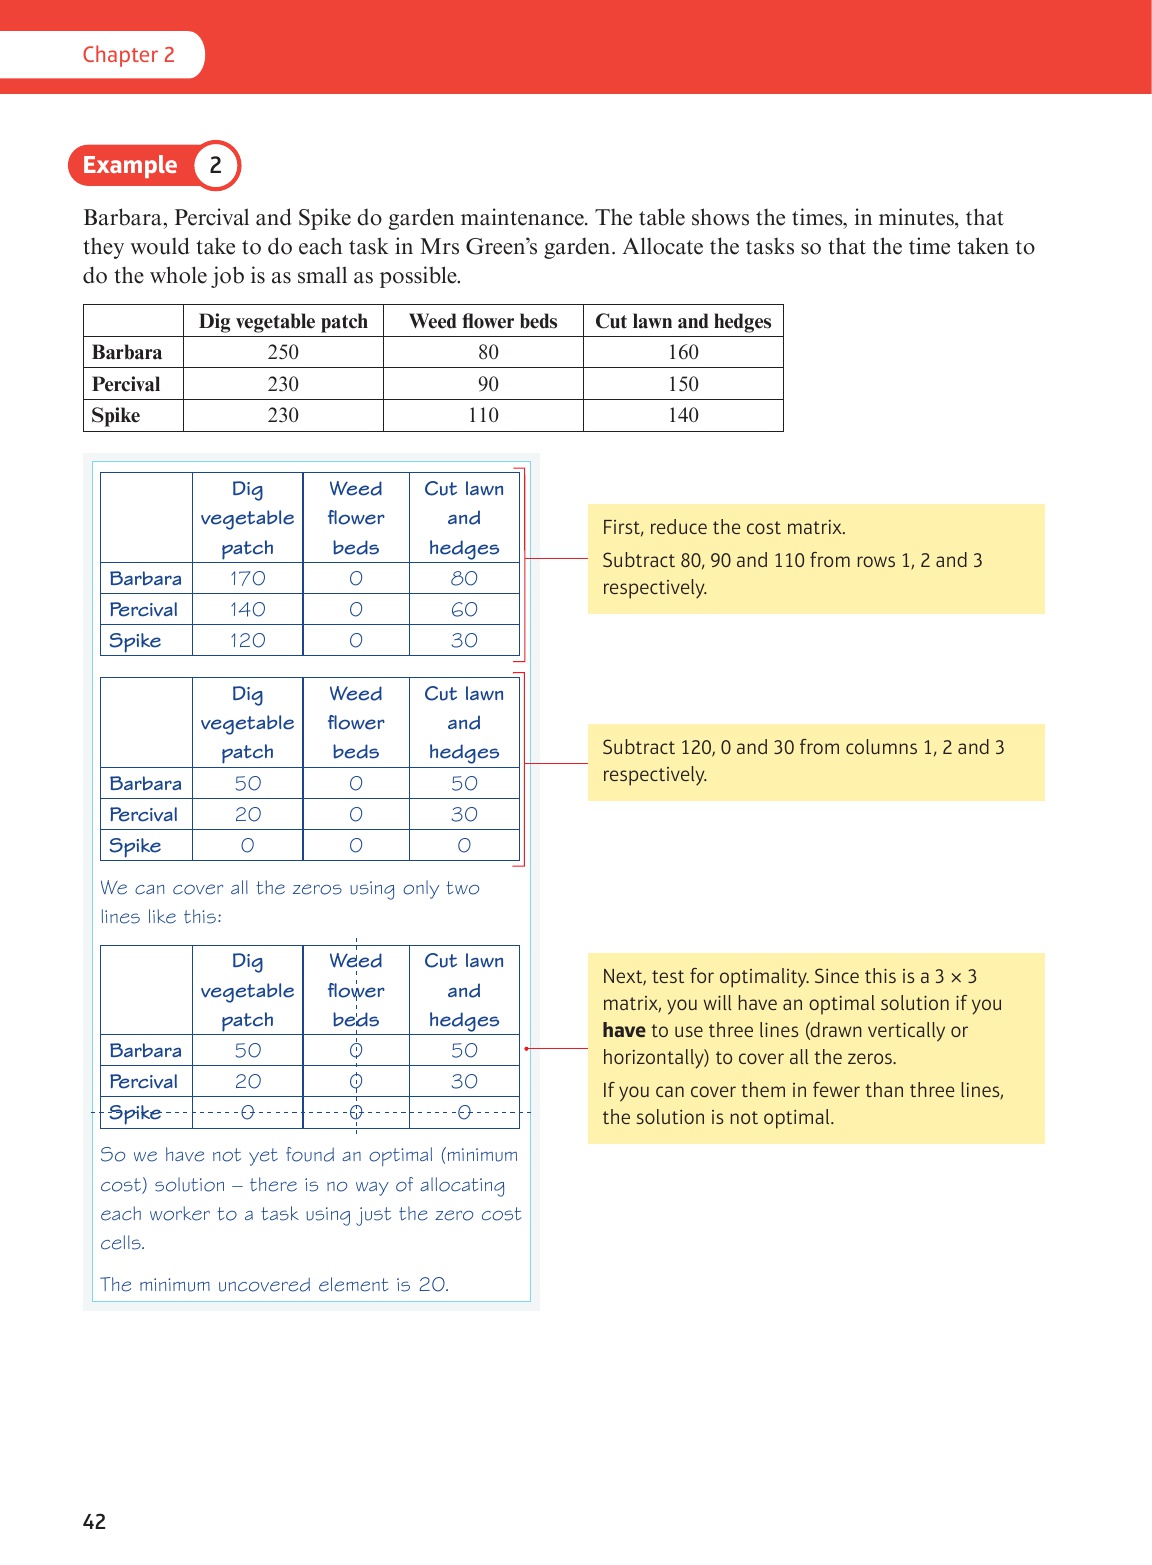 Chapter 2
Example 2
Barbara, Percival and Spike do garden maintenance. The table shows the times, in minutes, that
they would take to do each task in Mrs Green's garden. Allocate the tasks so that the time taken to
do the whole job is as small as possible.
Dig vegetable patch Weed flower beds Cut lawn and hedges
Barbara 250 80 160
Percival 230 90 150
Spike 230 110 140
Dig Weed Cut lawn
vegetable flower and
patch beds hedges
Barbara 170 0 80
Percival 140 0 60
Spike 120 0 30
First, reduce the cost matrix.
Subtract 80, 90 and 110 from rows 1, 2 and 3
respectively.
Dig Weed Cut lawn
vegetable flower and
patch beds hedges
Barbara 50 0 50
Percival 20 0 30
Spike 0 0 0
Subtract 120, 0 and 30 from columns 1, 2 and 3
respectively.
We can cover all the zeros using only two
lines like this:
Dig Weed Cut lawn
vegetable flower and
patch beds hedges
Barbara 50 0 50
Percival 20 0 30
Spike 0 0 0
Next, test for optimality. Since this is a 3 × 3
matrix, you will have an optimal solution if you
have to use three lines (drawn vertically or
horizontally) to cover all the zeros.
If you can cover them in fewer than three lines,
the solution is not optimal.
So we have not yet found an optimal (minimum
cost) solution – there is no way of allocating
each worker to a task using just the zero cost
cells.
The minimum uncovered element is 20.
42